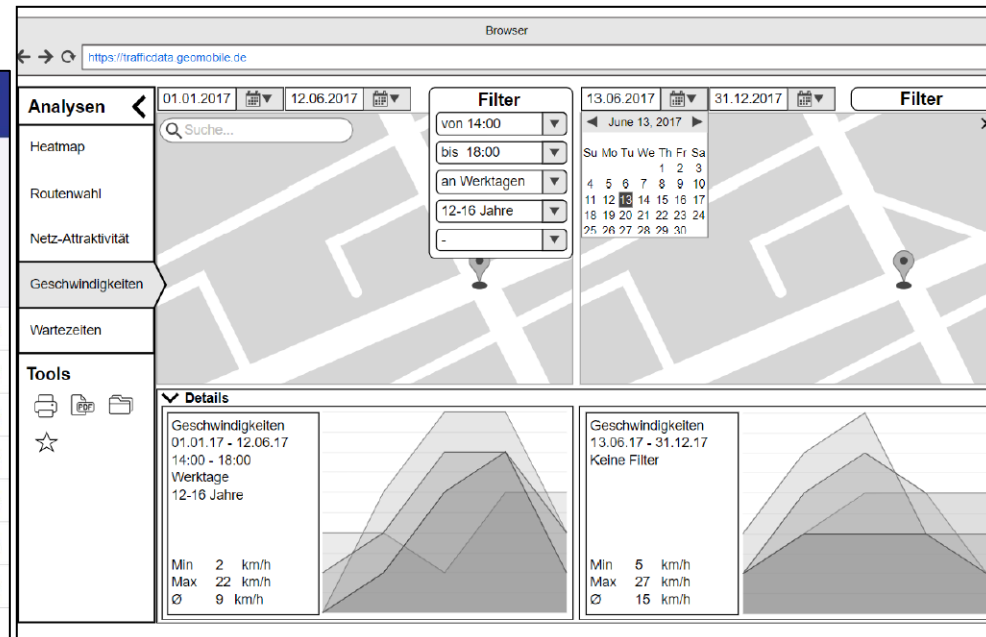 Browser
https://trafficdata.geomobile.de
Analysen
Heatmap
Routenwahl
Netz-Attraktivität
Geschwindigkeiten
Wartezeiten
Tools
PDF
01.01.2017
12.06.2017
Suche...
Filter
von 14:00
bis 18:00
an Werktagen
12-16 Jahre
-
13.06.2017
31.12.2017
Filter
June 13, 2017
Su Mo Tu We Th Fr Sa
1 2 3
4 5 6 7 8 9 10
11 12 13 14 15 16 17
18 19 20 21 22 23 24
25 26 27 28 29 30
Details
Geschwindigkeiten
01.01.17 - 12.06.17
14:00 - 18:00
Werktage
12-16 Jahre
Min 2 km/h
Max 22 km/h
Ø 9 km/h
Geschwindigkeiten
13.06.17 - 31.12.17
Keine Filter
Min 5 km/h
Max 27 km/h
Ø 15 km/h